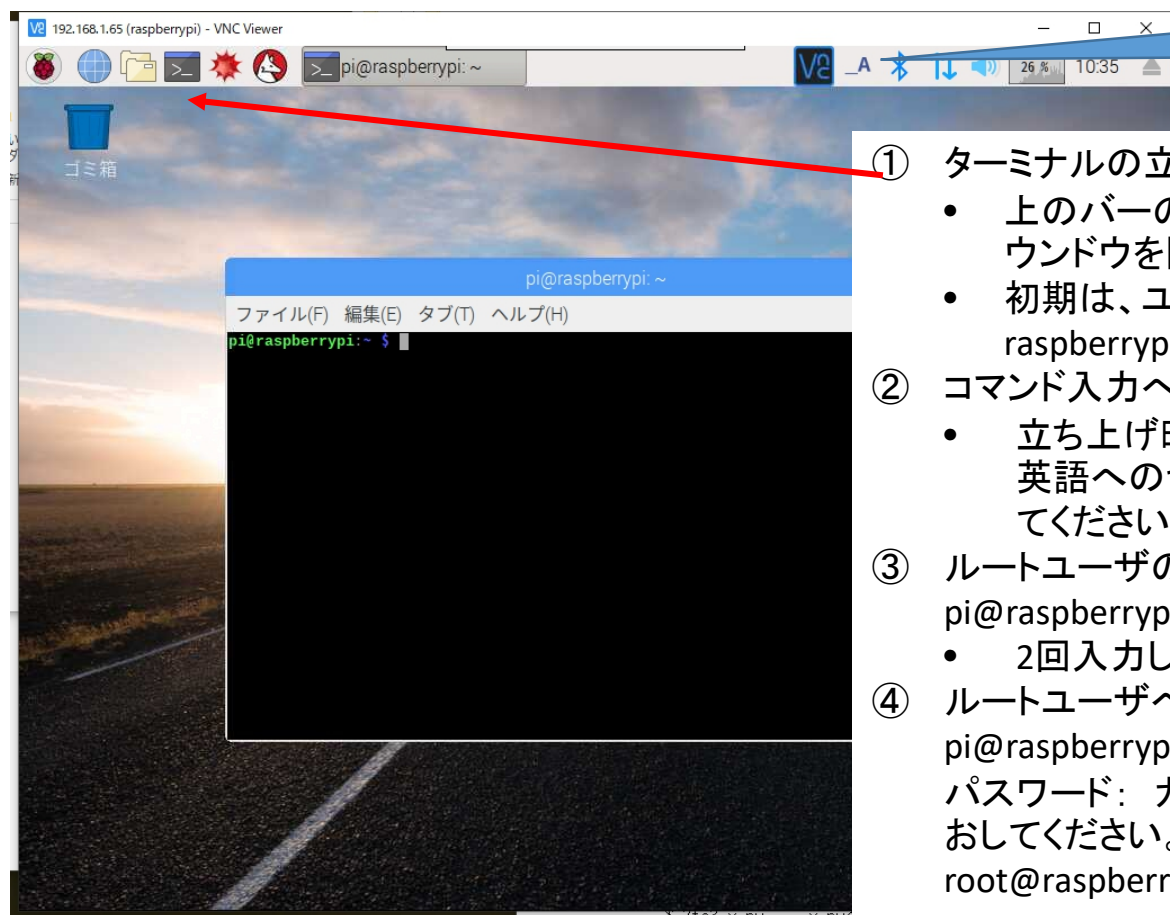 192.168.1.65 (raspberrypi) - VNC Viewer
pi@raspberrypi: ~
_A
26 %
10:35
ゴミ箱
pi@raspberrypi: ~
ファイル(F) 編集(E) タブ(T) ヘルプ(H)
pi@raspberrypi:~ $
① ターミナルの立
• 上のバーの
ウンドウを
• 初期は、ユ
raspberryp
② コマンド入力へ
• 立ち上げ
英語への
てください
③ ルートユーザの
pi@raspberryp
• 2回入力し
④ ルートユーザへ
pi@raspberryp
パスワード：
おしてください。
root@raspberr